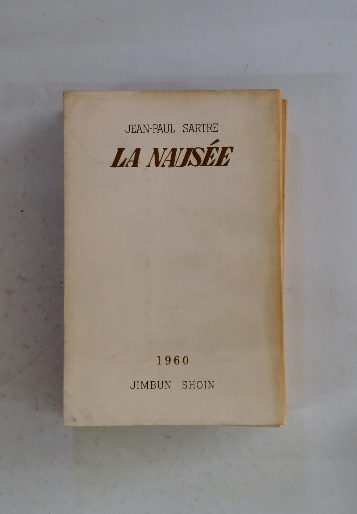 JEAN-PAUL SARTRE
LA NAUSÉE
1960
JIMBUN SHOIN